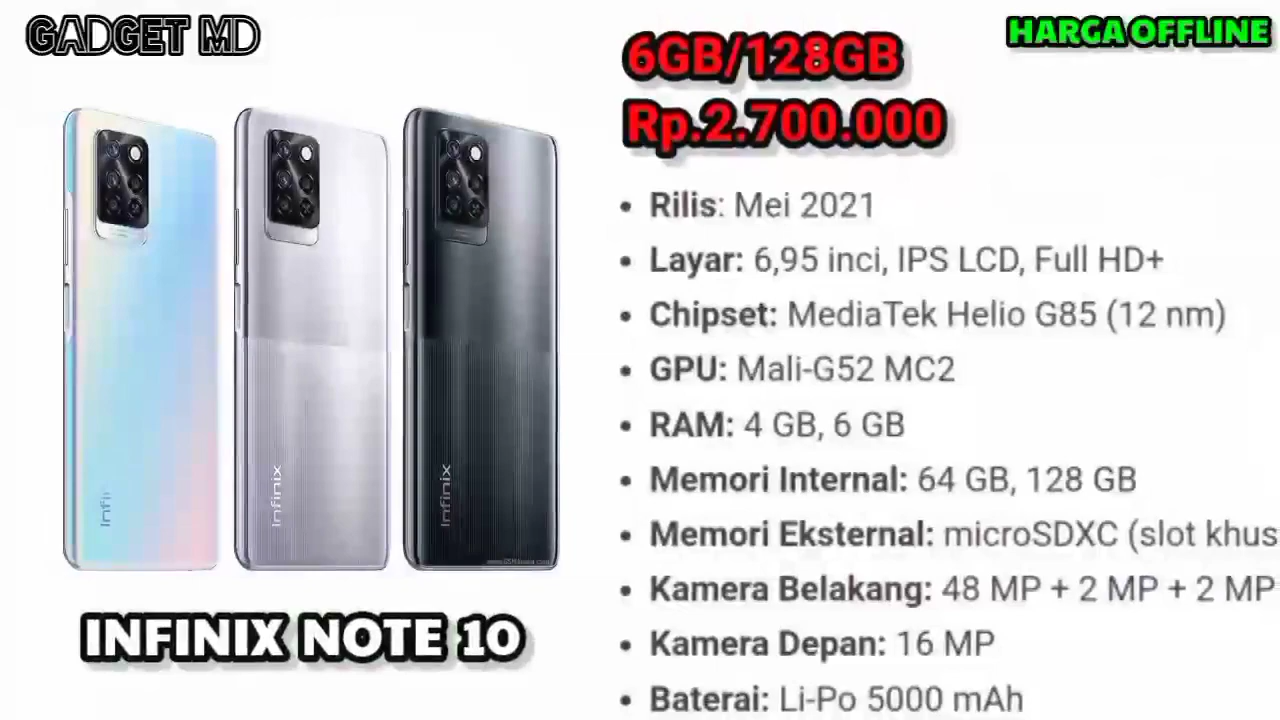 GADGET MD
HARGA OFFLINE
6GB/128GB
Rp.2.700.000
• Rilis: Mei 2021
• Layar: 6,95 inci, IPS LCD, Full HD+
• Chipset: MediaTek Helio G85 (12 nm)
• GPU: Mali-G52 MC2
• RAM: 4 GB, 6 GB
• Memori Internal: 64 GB, 128 GB
• Memori Eksternal: microSDXC (slot khus
• Kamera Belakang: 48 MP + 2 MP + 2 MP
• Kamera Depan: 16 MP
• Baterai: Li-Po 5000 mAh
Infini
Infinix
Infinix
INFINIX NOTE 10